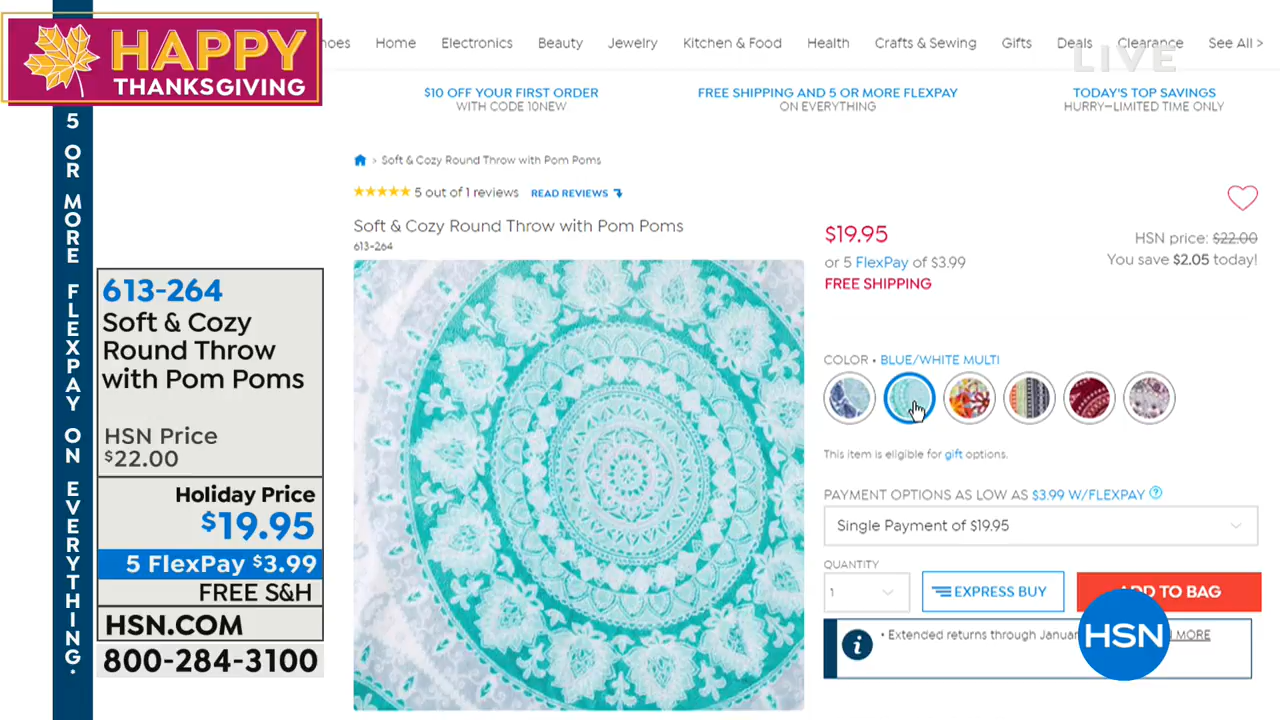 HAPPY
THANKSGIVING
5 OR MORE FLEXPAY ON EVERYTHING.
613-264
Soft & Cozy
Round Throw
with Pom Poms
HSN Price
$22.00
Holiday Price
$19.95
5 FlexPay $3.99
FREE S&H
HSN.COM
800-284-3100
Home Electronics Beauty Jewelry Kitchen & Food Health Crafts & Sewing Gifts Deals Clearance See All >
LIVE
$10 OFF YOUR FIRST ORDER
WITH CODE 10NEW
FREE SHIPPING AND 5 OR MORE FLEXPAY
ON EVERYTHING
TODAY'S TOP SAVINGS
HURRY—LIMITED TIME ONLY
> Soft & Cozy Round Throw with Pom Poms
5 out of 1 reviews READ REVIEWS
Soft & Cozy Round Throw with Pom Poms
613-264
$19.95
or 5 FlexPay of $3.99
FREE SHIPPING
HSN price: $22.00
You save $2.05 today!
COLOR • BLUE/WHITE MULTI
This item is eligible for gift options.
PAYMENT OPTIONS AS LOW AS $3.99 W/FLEXPAY ?
Single Payment of $19.95
QUANTITY
1
EXPRESS BUY
ADD TO BAG
i
• Extended returns through Januar
MORE
HSN